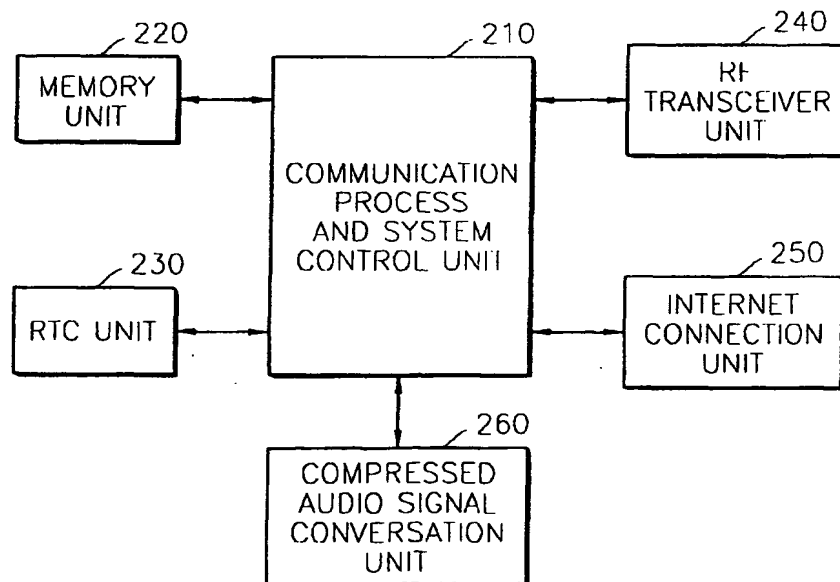 220
MEMORY
UNIT
210
COMMUNICATION
PROCESS
AND SYSTEM
CONTROL UNIT
240
RF
TRANSCEIVER
UNIT
230
RTC UNIT
250
INTERNET
CONNECTION
UNIT
260
COMPRESSED
AUDIO SIGNAL
CONVERSATION
UNIT